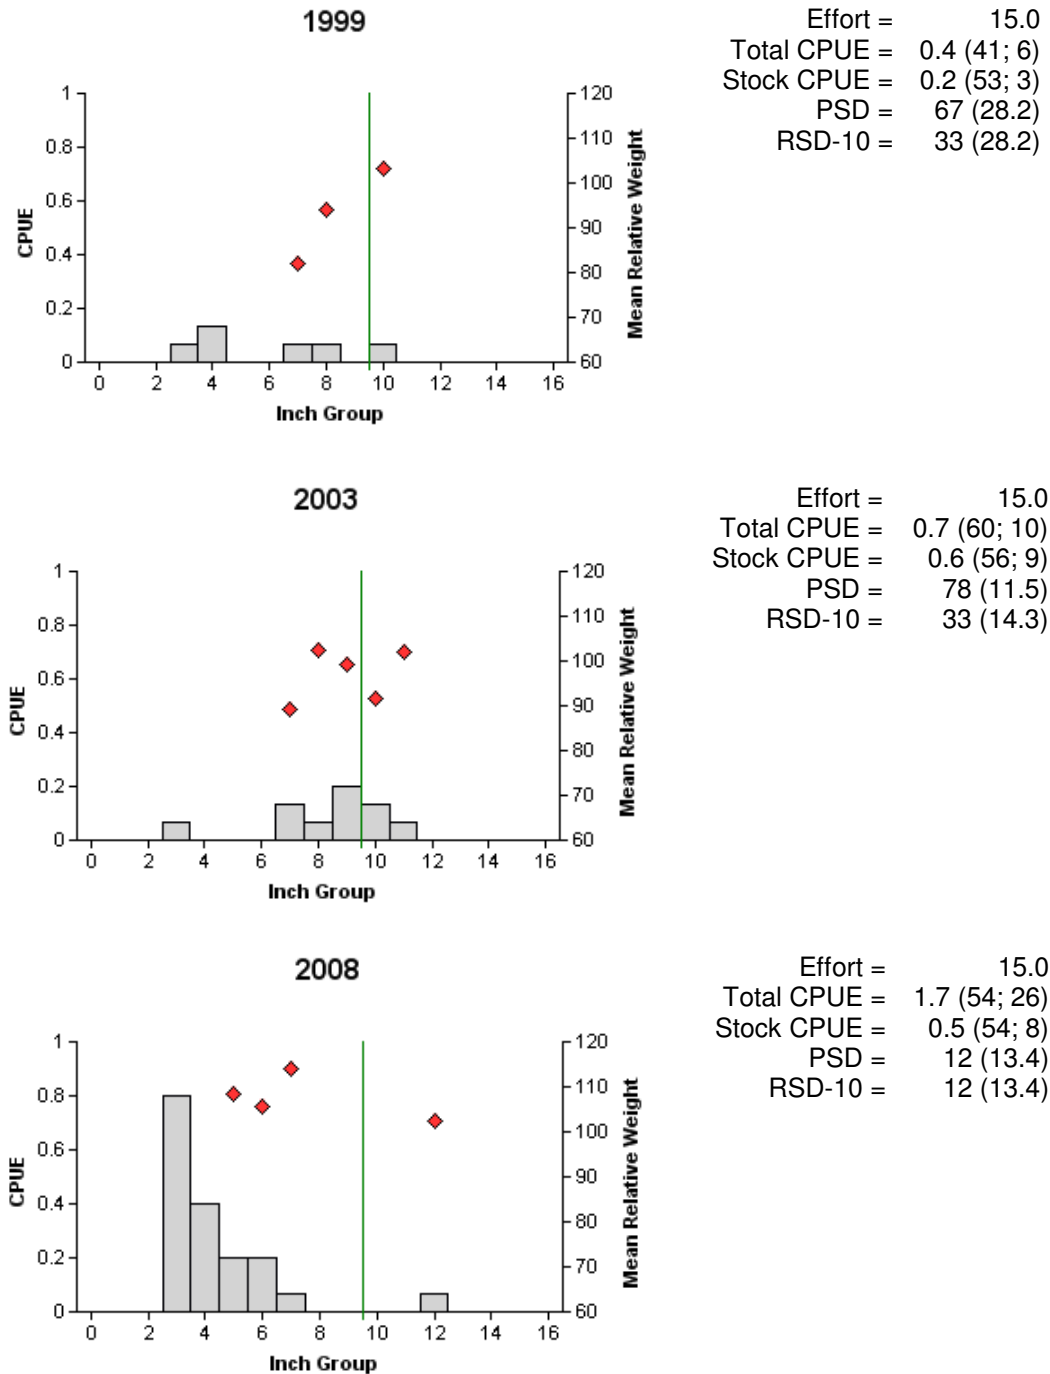 1999
Effort = 15.0
Total CPUE = 0.4 (41; 6)
Stock CPUE = 0.2 (53; 3)
PSD = 67 (28.2)
RSD-10 = 33 (28.2)
1 120
110
0.8
100
0.6
90
0.4
80
0.2
70
0 60
CPUE
Mean Relative Weight
0 2 4 6 8 10 12 14 16
Inch Group
2003
Effort = 15.0
Total CPUE = 0.7 (60; 10)
Stock CPUE = 0.6 (56; 9)
PSD = 78 (11.5)
RSD-10 = 33 (14.3)
1 120
110
0.8
100
0.6
90
0.4
80
0.2
70
0 60
CPUE
Mean Relative Weight
0 2 4 6 8 10 12 14 16
Inch Group
2008
Effort = 15.0
Total CPUE = 1.7 (54; 26)
Stock CPUE = 0.5 (54; 8)
PSD = 12 (13.4)
RSD-10 = 12 (13.4)
1 120
110
0.8
100
0.6
90
0.4
80
0.2
70
0 60
CPUE
Mean Relative Weight
0 2 4 6 8 10 12 14 16
Inch Group